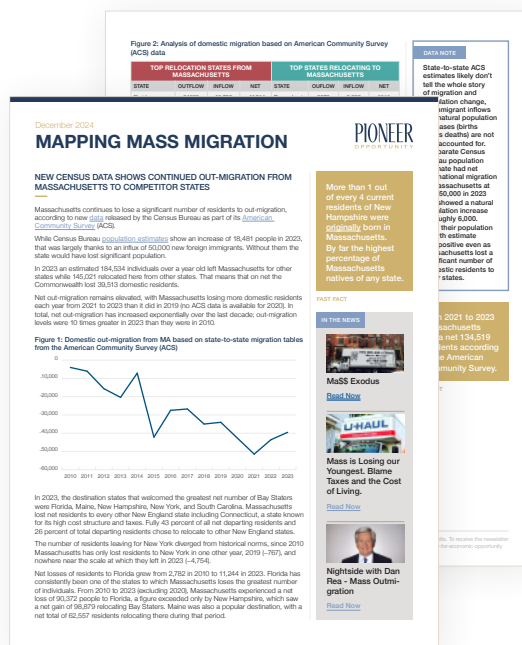 Figure 2: Analysis of domestic migration based on American Community Survey
(ACS) data
TOP RELOCATION STATES FROM
MASSACHUSETTS
TOP STATES RELOCATING TO
MASSACHUSETTS
STATE OUTFLOW INFLOW NET STATE OUTFLOW INFLOW NET
DATA NOTE
State-to-state ACS
estimates likely don't
tell the whole story
of migration and
change,
inflows
natural population
(births
deaths) are not
accounted for.
Census
population
had net
migration
at
50,000 in 2023
showed a natural
increase
roughly 6,000.
their population
estimate
positive even as
lost a
number of
residents to
states.
2021 to 2023
a net 134,519
according
Survey.
To receive the newsletter
opportunity.
December 2024
MAPPING MASS MIGRATION
PIONEER
OPPORTUNITY
NEW CENSUS DATA SHOWS CONTINUED OUT-MIGRATION FROM
MASSACHUSETTS TO COMPETITOR STATES
Massachusetts continues to lose a significant number of residents to out-migration,
according to new data released by the Census Bureau as part of its American
Community Survey (ACS).
While Census Bureau population estimates show an increase of 18,481 people in 2023,
that was largely thanks to an influx of 50,000 new foreign immigrants. Without them the
state would have lost significant population.
In 2023 an estimated 184,534 individuals over a year old left Massachusetts for other
states while 145,021 relocated here from other states. That means that on net the
Commonwealth lost 39,513 domestic residents.
Net out-migration remains elevated, with Massachusetts losing more domestic residents
each year from 2021 to 2023 than it did in 2019 (no ACS data is available for 2020). In
total, net out-migration has increased exponentially over the last decade; out-migration
levels were 10 times greater in 2023 than they were in 2010.
Figure 1: Domestic out-migration from MA based on state-to-state migration tables
from the American Community Survey (ACS)
0
-10,000
-20,000
-30,000
-40,000
-50,000
-60,000
2010 2011 2012 2013 2014 2015 2016 2017 2018 2019 2020 2021 2022 2023
In 2023, the destination states that welcomed the greatest net number of Bay Staters
were Florida, Maine, New Hampshire, New York, and South Carolina. Massachusetts
lost net residents to every other New England state including Connecticut, a state known
for its high cost structure and taxes. Fully 43 percent of all net departing residents and
26 percent of total departing residents chose to relocate to other New England states.
The number of residents leaving for New York diverged from historical norms, since 2010
Massachusetts has only lost residents to New York in one other year, 2019 (–767), and
nowhere near the scale at which they left in 2023 (–4,754).
Net losses of residents to Florida grew from 2,782 in 2010 to 11,244 in 2023. Florida has
consistently been one of the states to which Massachusetts loses the greatest number
of individuals. From 2010 to 2023 (excluding 2020), Massachusetts experienced a net
loss of 90,372 people to Florida, a figure exceeded only by New Hampshire, which saw
a net gain of 98,879 relocating Bay Staters. Maine was also a popular destination, with a
net total of 62,557 residents relocating there during that period.
More than 1 out
of every 4 current
residents of New
Hampshire were
originally born in
Massachusetts.
By far the highest
percentage of
Massachusetts
natives of any state.
FAST FACT
IN THE NEWS
Ma$$ Exodus
Read Now
U-HAUL
Mass is Losing our
Youngest. Blame
Taxes and the Cost
of Living.
Read Now
Nightside with Dan
Rea - Mass Outmi-
gration
Read Now